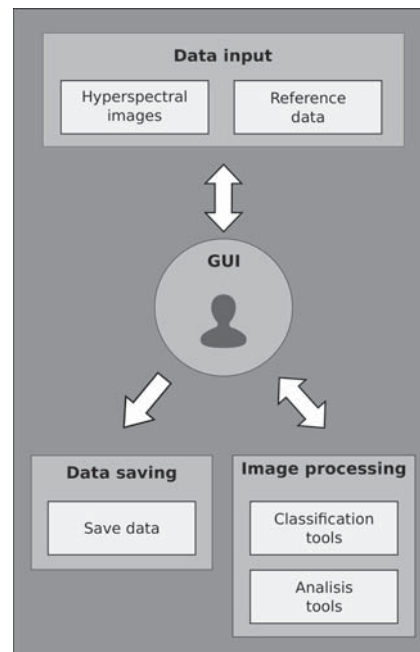 Data input
Hyperspectral
images
Reference
data
GUI
Data saving
Save data
Image processing
Classification
tools
Analisis
tools